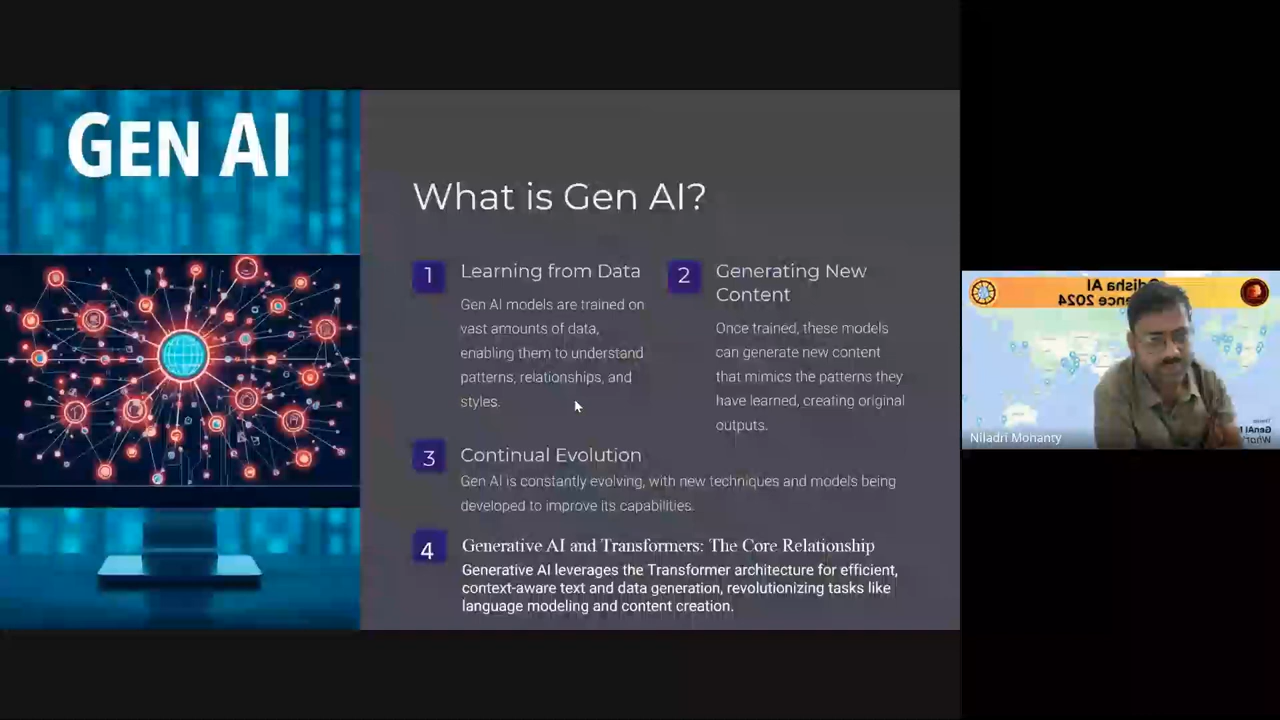 GEN AI
What is Gen AI?
1
Learning from Data
Gen AI models are trained on
vast amounts of data,
enabling them to understand
patterns, relationships, and
styles.
2
Generating New
Content
Once trained, these models
can generate new content
that mimics the patterns they
have learned, creating original
outputs.
3
Continual Evolution
Gen AI is constantly evolving, with new techniques and models being
developed to improve its capabilities.
4
Generative AI and Transformers: The Core Relationship
Generative AI leverages the Transformer architecture for efficient,
context-aware text and data generation, revolutionizing tasks like
language modeling and content creation.
Odisha AI
2024
GenAI
Niladri Mohanty